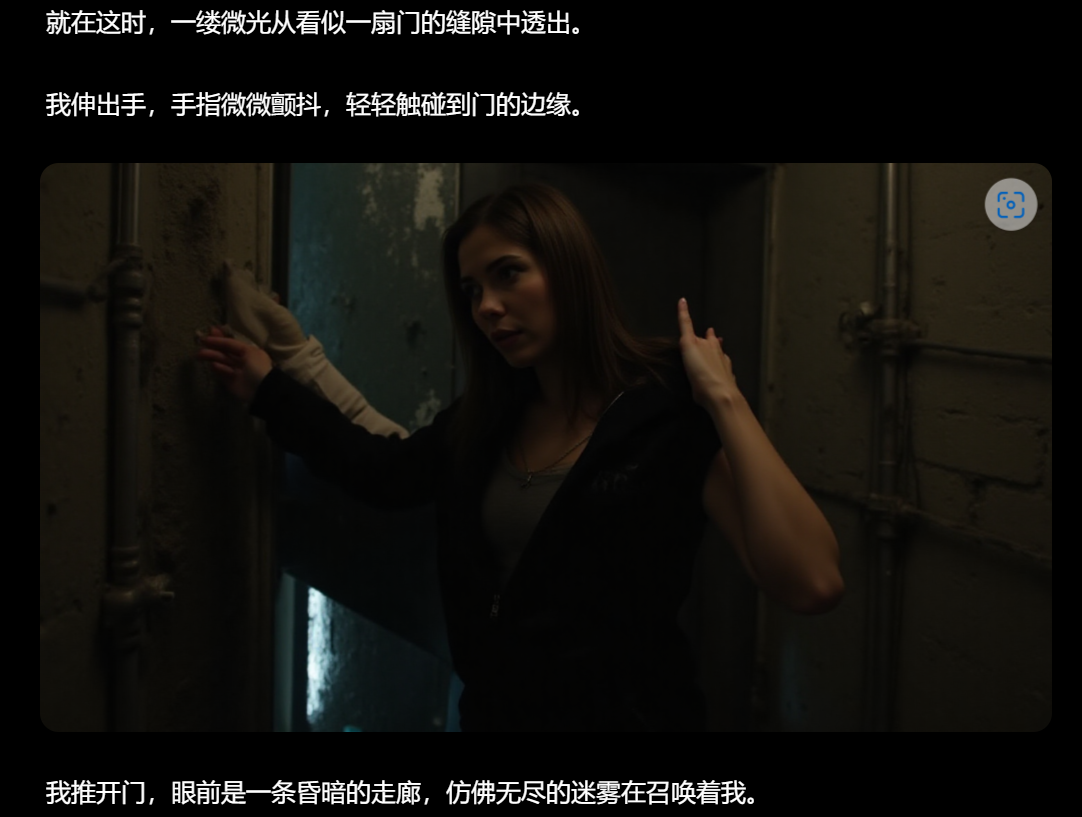 就在这时，一缕微光从看似一扇门的缝隙中透出。
我伸出手，手指微微颤抖，轻轻触碰到门的边缘。
我推开门，眼前是一条昏暗的走廊，仿佛无尽的迷雾在召唤着我。